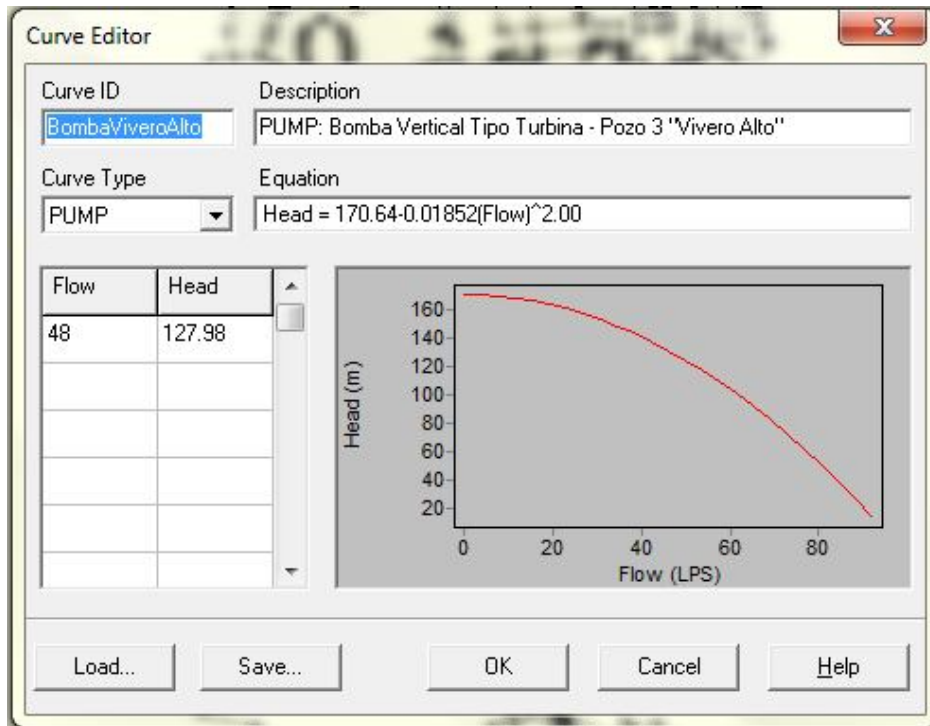 Curve Editor
Curve ID
Description
BombaViveroAlto
PUMP: Bomba Vertical Tipo Turbina - Pozo 3 "Vivero Alto"
Curve Type
Equation
PUMP
Head = 170.64-0.01852(Flow)^2.00
Flow Head
48 127.98
Head (m)
160
140
120
100
80
60
40
20
0 20 40 60 80
Flow (LPS)
Load... Save... OK Cancel Help